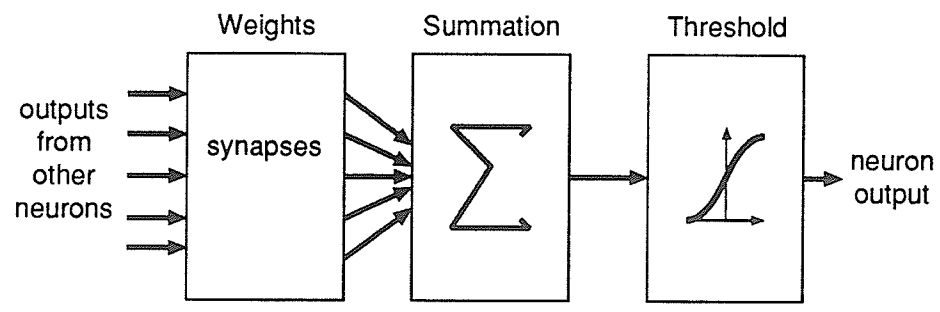 Weights
Summation
Threshold
outputs
from
other
neurons
synapses
Σ
neuron
output